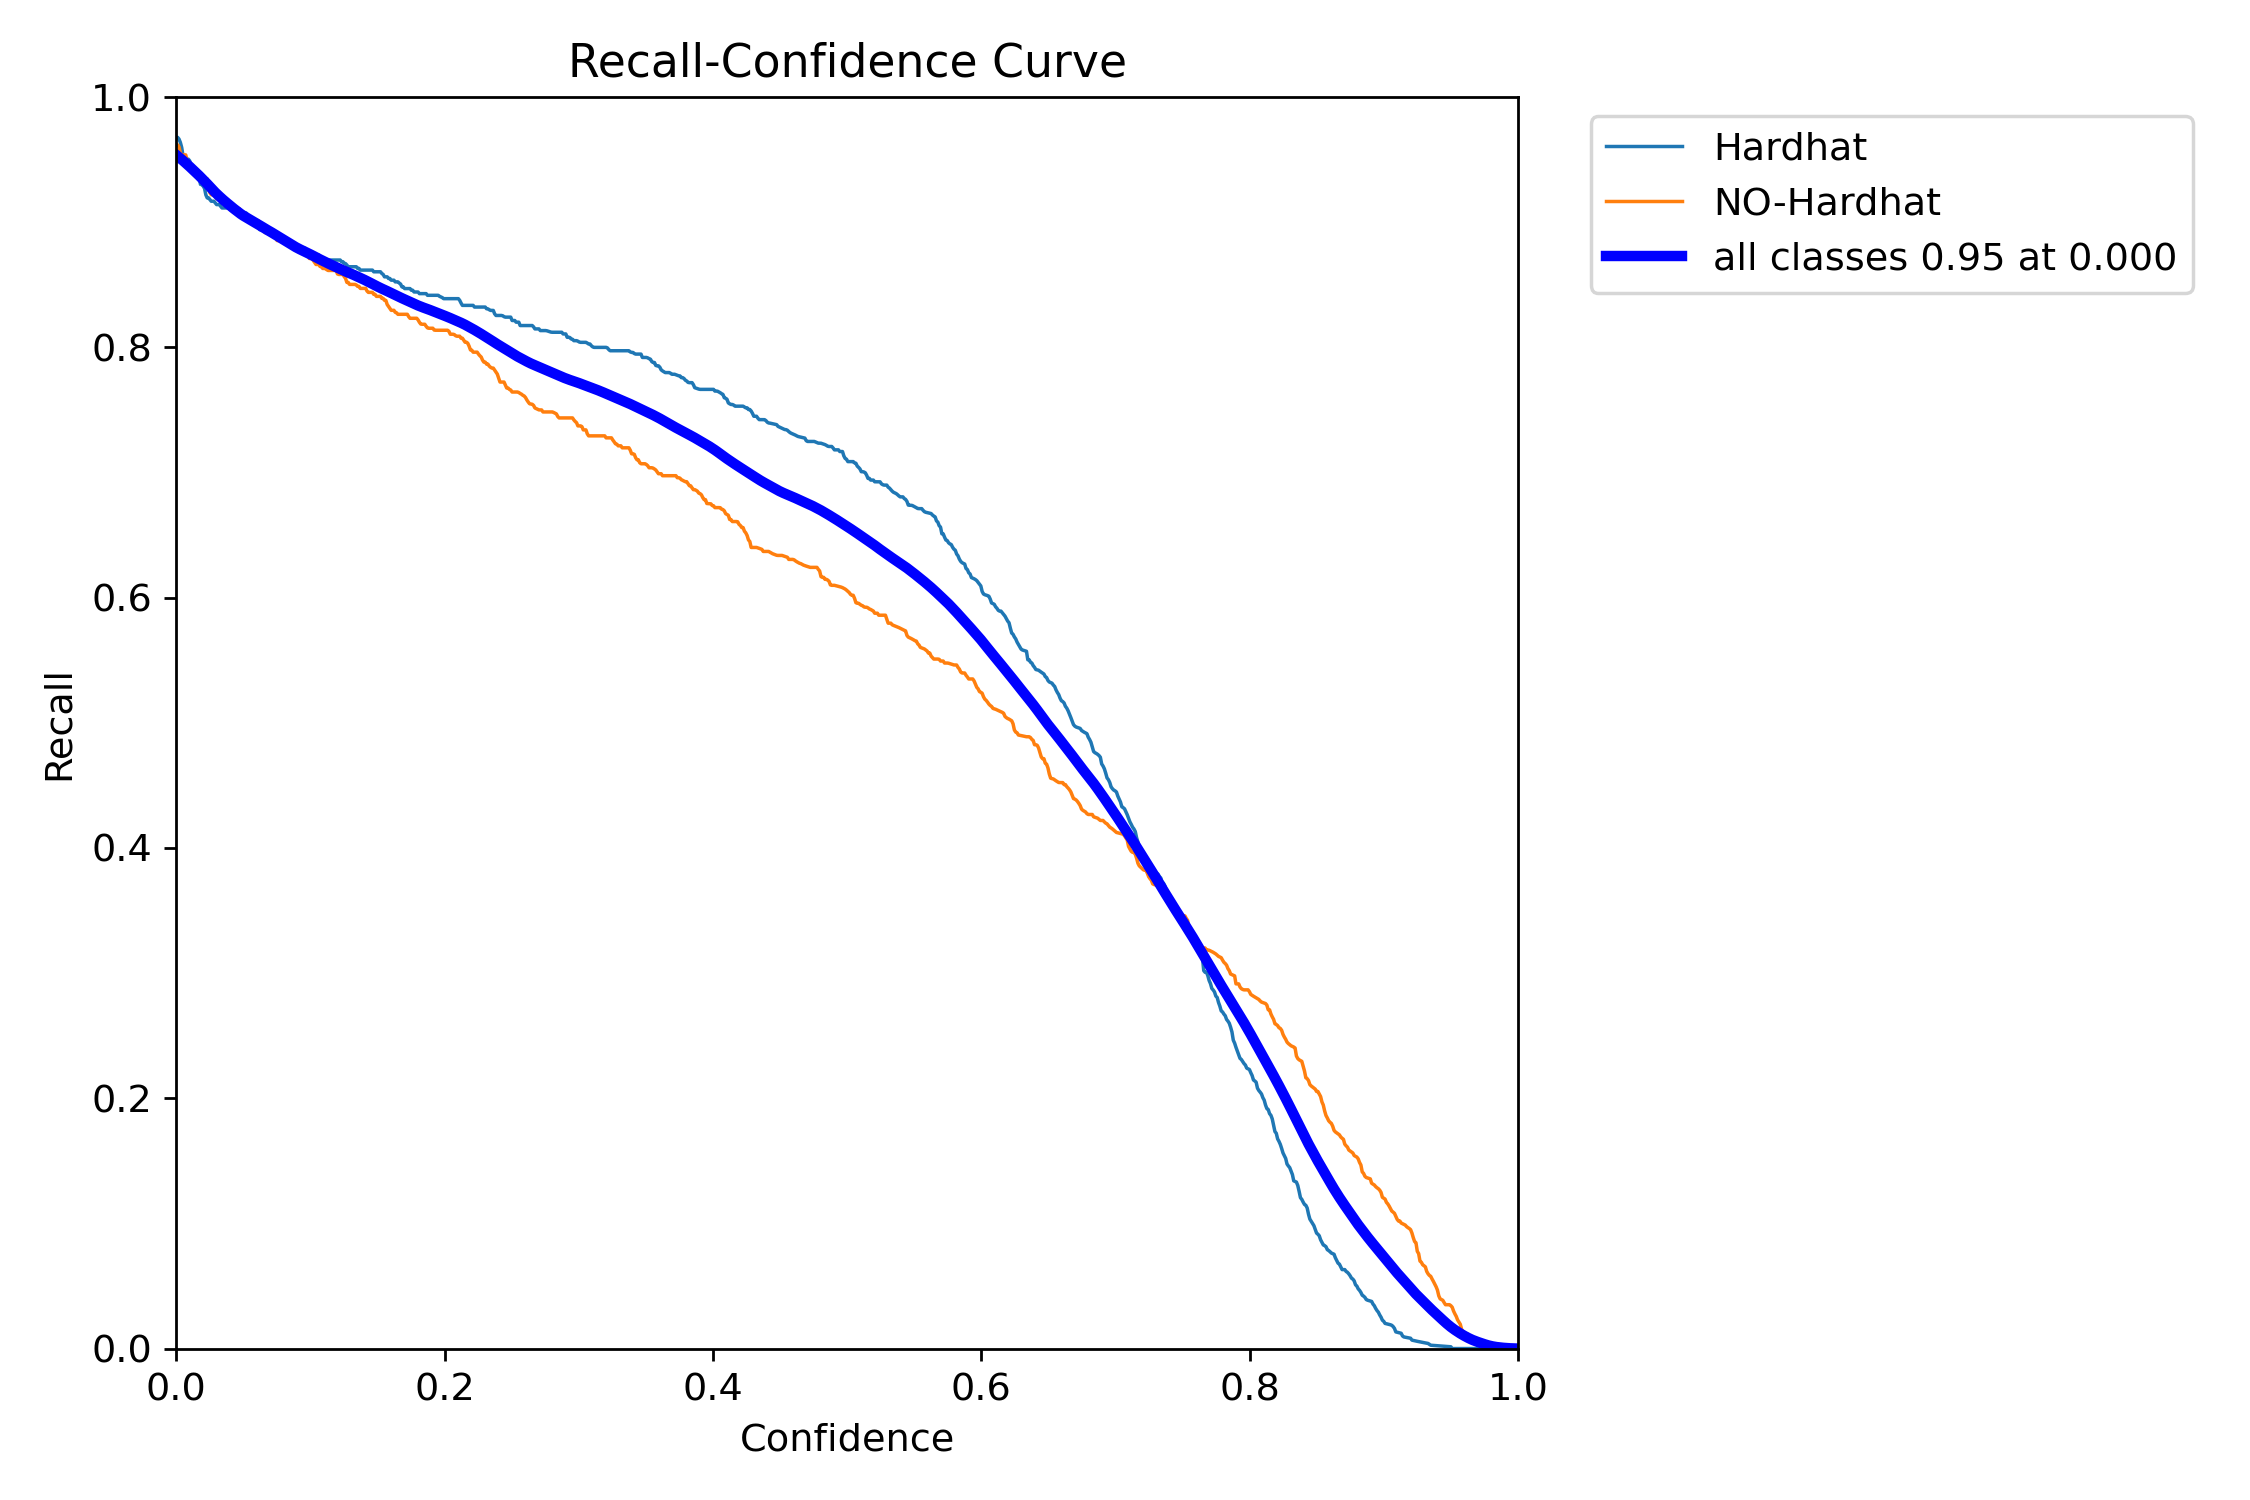 Recall-Confidence Curve
1.0
0.8
0.6
0.4
0.2
0.0
Recall
0.0 0.2 0.4 0.6 0.8 1.0
Confidence
Hardhat
NO-Hardhat
all classes 0.95 at 0.000